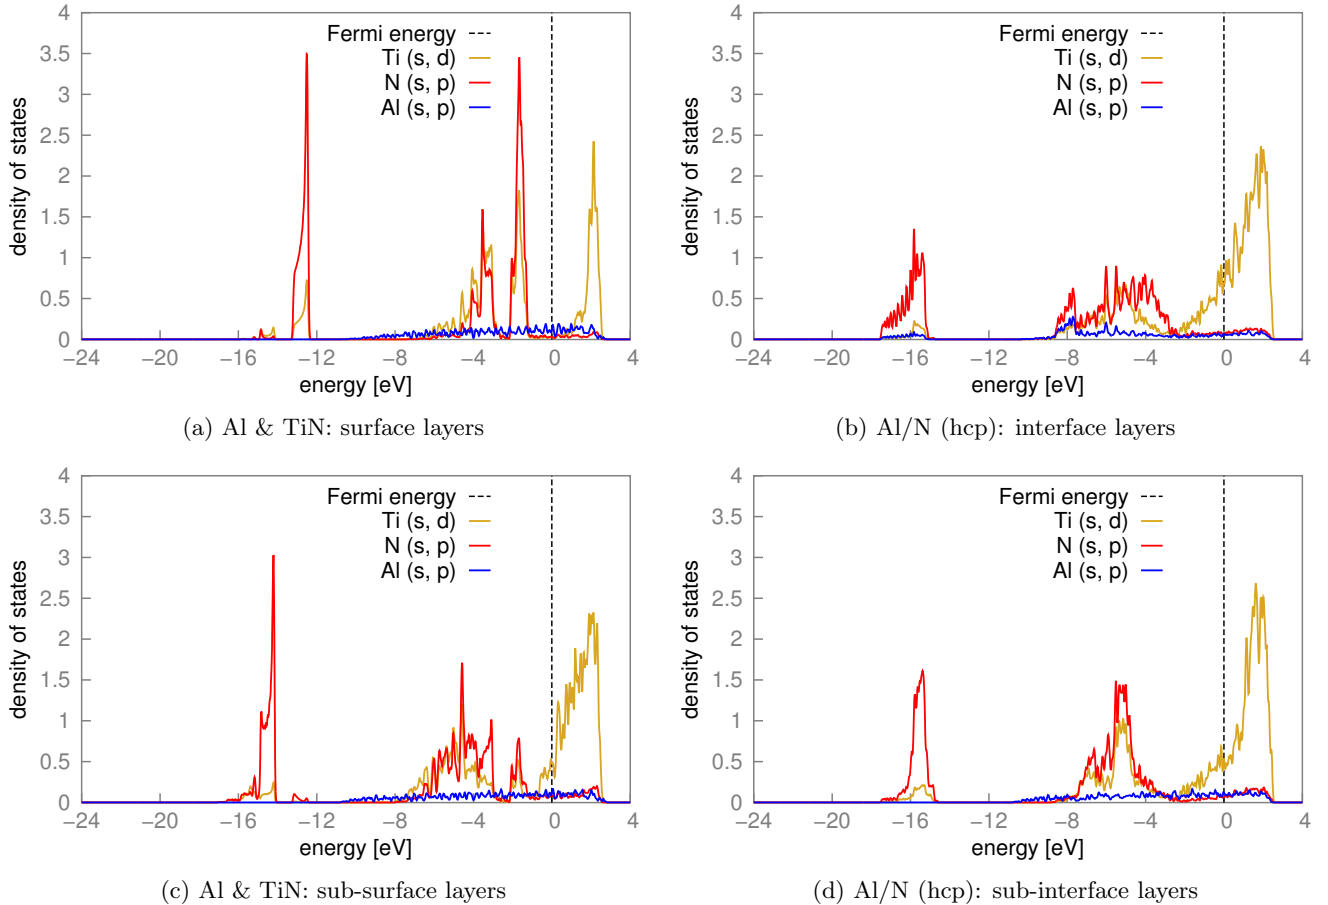 4
3.5
3
2.5
2
1.5
1
0.5
0
density of states
−24
−20
−16
−12
−8
−4
0
4
energy [eV]
Fermi energy
Ti (s, d)
N (s, p)
Al (s, p)
(a) Al & TiN: surface layers
4
3.5
3
2.5
2
1.5
1
0.5
0
density of states
−24
−20
−16
−12
−8
−4
0
4
energy [eV]
Fermi energy
Ti (s, d)
N (s, p)
Al (s, p)
(b) Al/N (hcp): interface layers
4
3.5
3
2.5
2
1.5
1
0.5
0
density of states
−24
−20
−16
−12
−8
−4
0
4
energy [eV]
Fermi energy
Ti (s, d)
N (s, p)
Al (s, p)
(c) Al & TiN: sub-surface layers
4
3.5
3
2.5
2
1.5
1
0.5
0
density of states
−24
−20
−16
−12
−8
−4
0
4
energy [eV]
Fermi energy
Ti (s, d)
N (s, p)
Al (s, p)
(d) Al/N (hcp): sub-interface layers